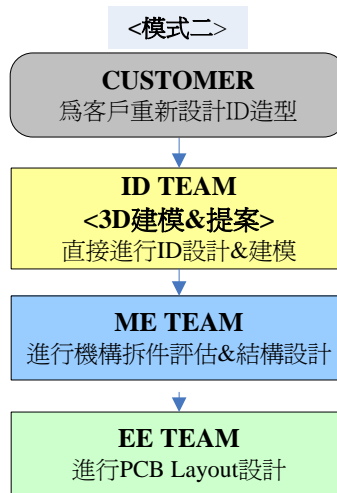 <模式二>
CUSTOMER
爲客戶重新設計ID造型
ID TEAM
<3D建模&提案>
直接進行ID設計&建模
ME TEAM
進行機構拆件評估&結構設計
EE TEAM
進行PCB Layout設計